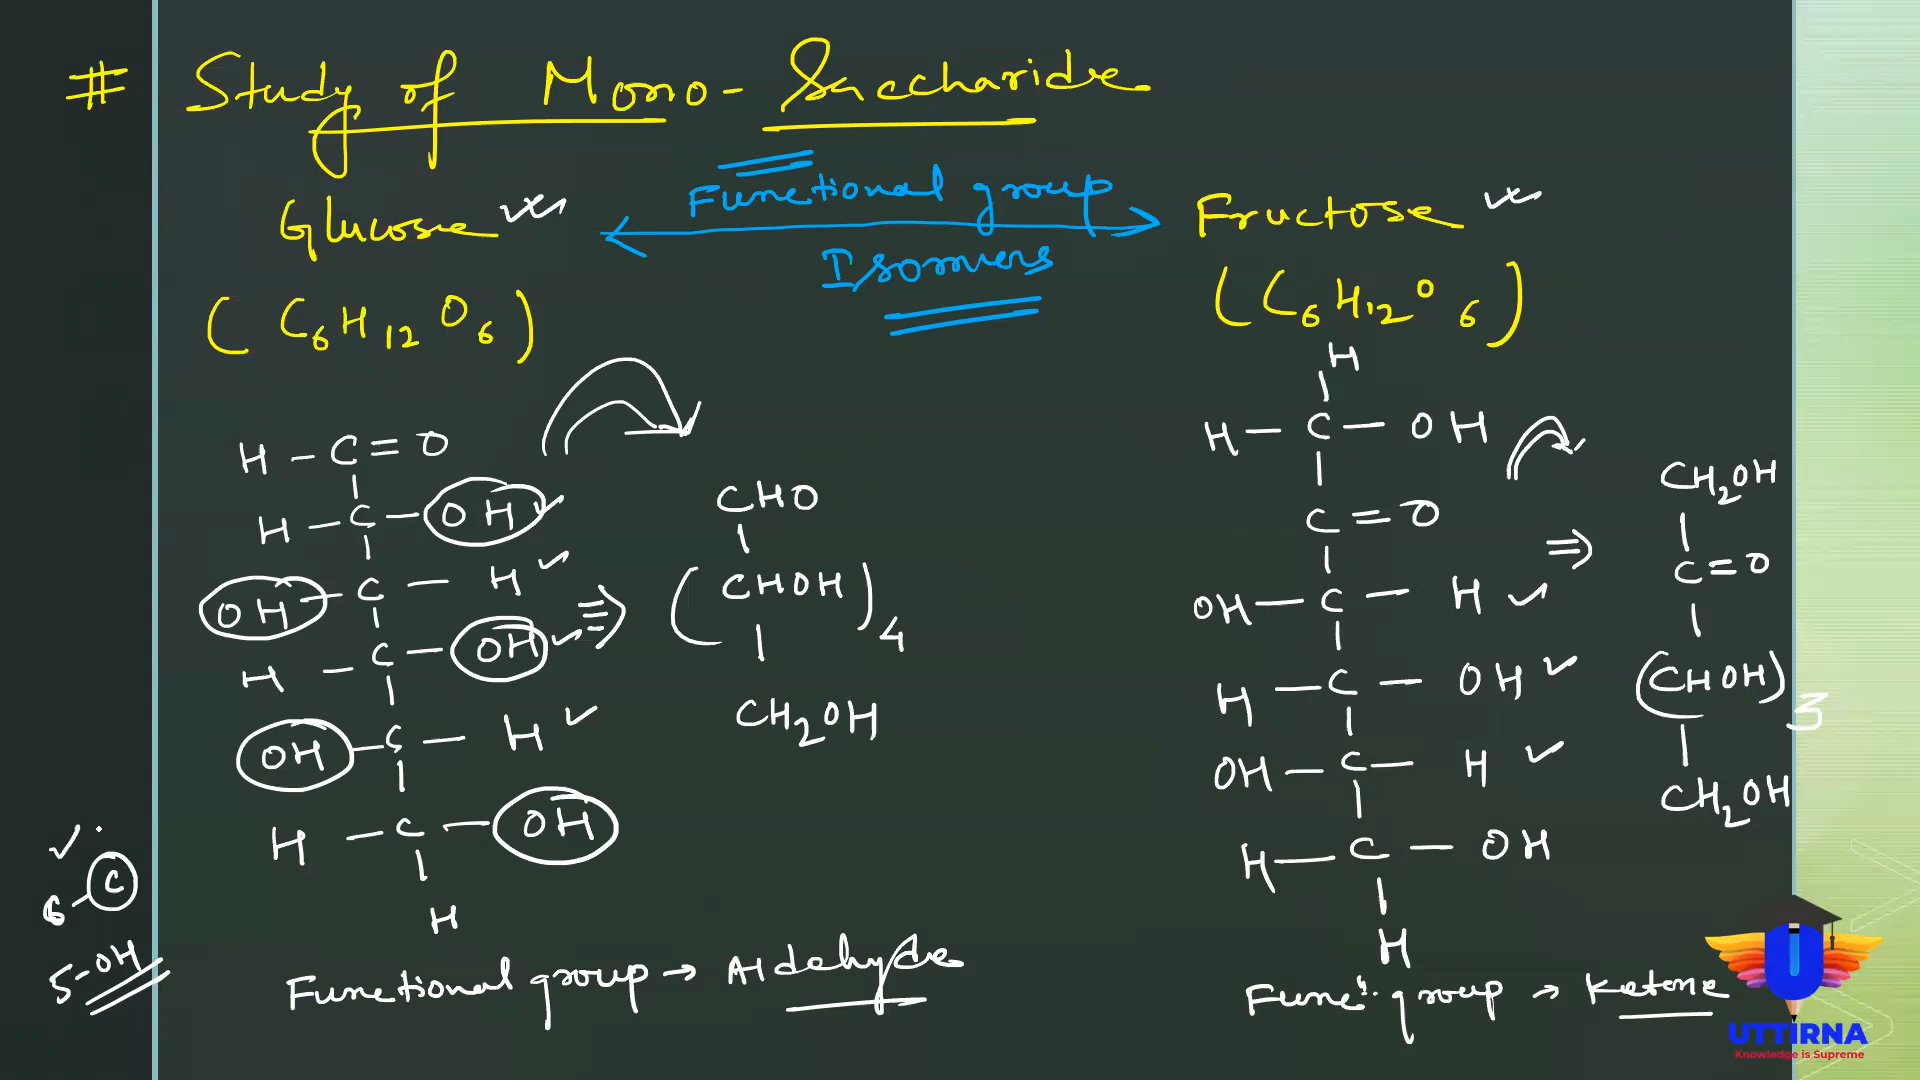 # Study of Mono-Saccharide
Functional group
Isomers
Glucose
(C6H12O6)
H-C=O
H-C-OH
OH-C-H
H-C-OH
OH-C-H
H-C-OH
H
CHO
(CHOH)4
CH2OH
6-C
5-OH
Functional group → Aldehyde
Fructose
(C6H12O6)
H
H-C-OH
C=O
OH-C-H
H-C-OH
OH-C-H
H-C-OH
H
⇒
CH2OH
C=O
(CHOH)3
CH2OH
Func. group → Ketone
UTTIRNA
Knowledge is Supreme